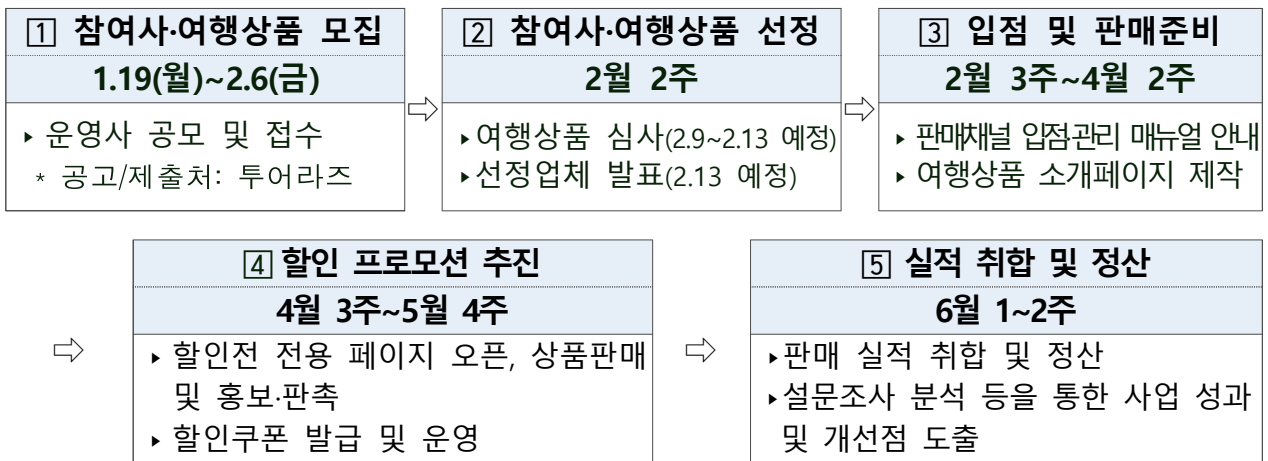 1 참여사·여행상품 모집
1.19(월)~2.6(금)
▸ 운영사 공모 및 접수
* 공고/제출처: 투어라즈
⇨
2 참여사·여행상품 선정
2월 2주
▸여행상품 심사(2.9~2.13 예정)
▸선정업체 발표(2.13 예정)
⇨
3 입점 및 판매준비
2월 3주~4월 2주
▸ 판매채널 입점관리 매뉴얼 안내
▸ 여행상품 소개페이지 제작
⇨
4 할인 프로모션 추진
4월 3주~5월 4주
▸ 할인전 전용 페이지 오픈, 상품판매
및 홍보·판촉
▸ 할인쿠폰 발급 및 운영
⇨
5 실적 취합 및 정산
6월 1~2주
▸판매 실적 취합 및 정산
▸설문조사 분석 등을 통한 사업 성과
및 개선점 도출